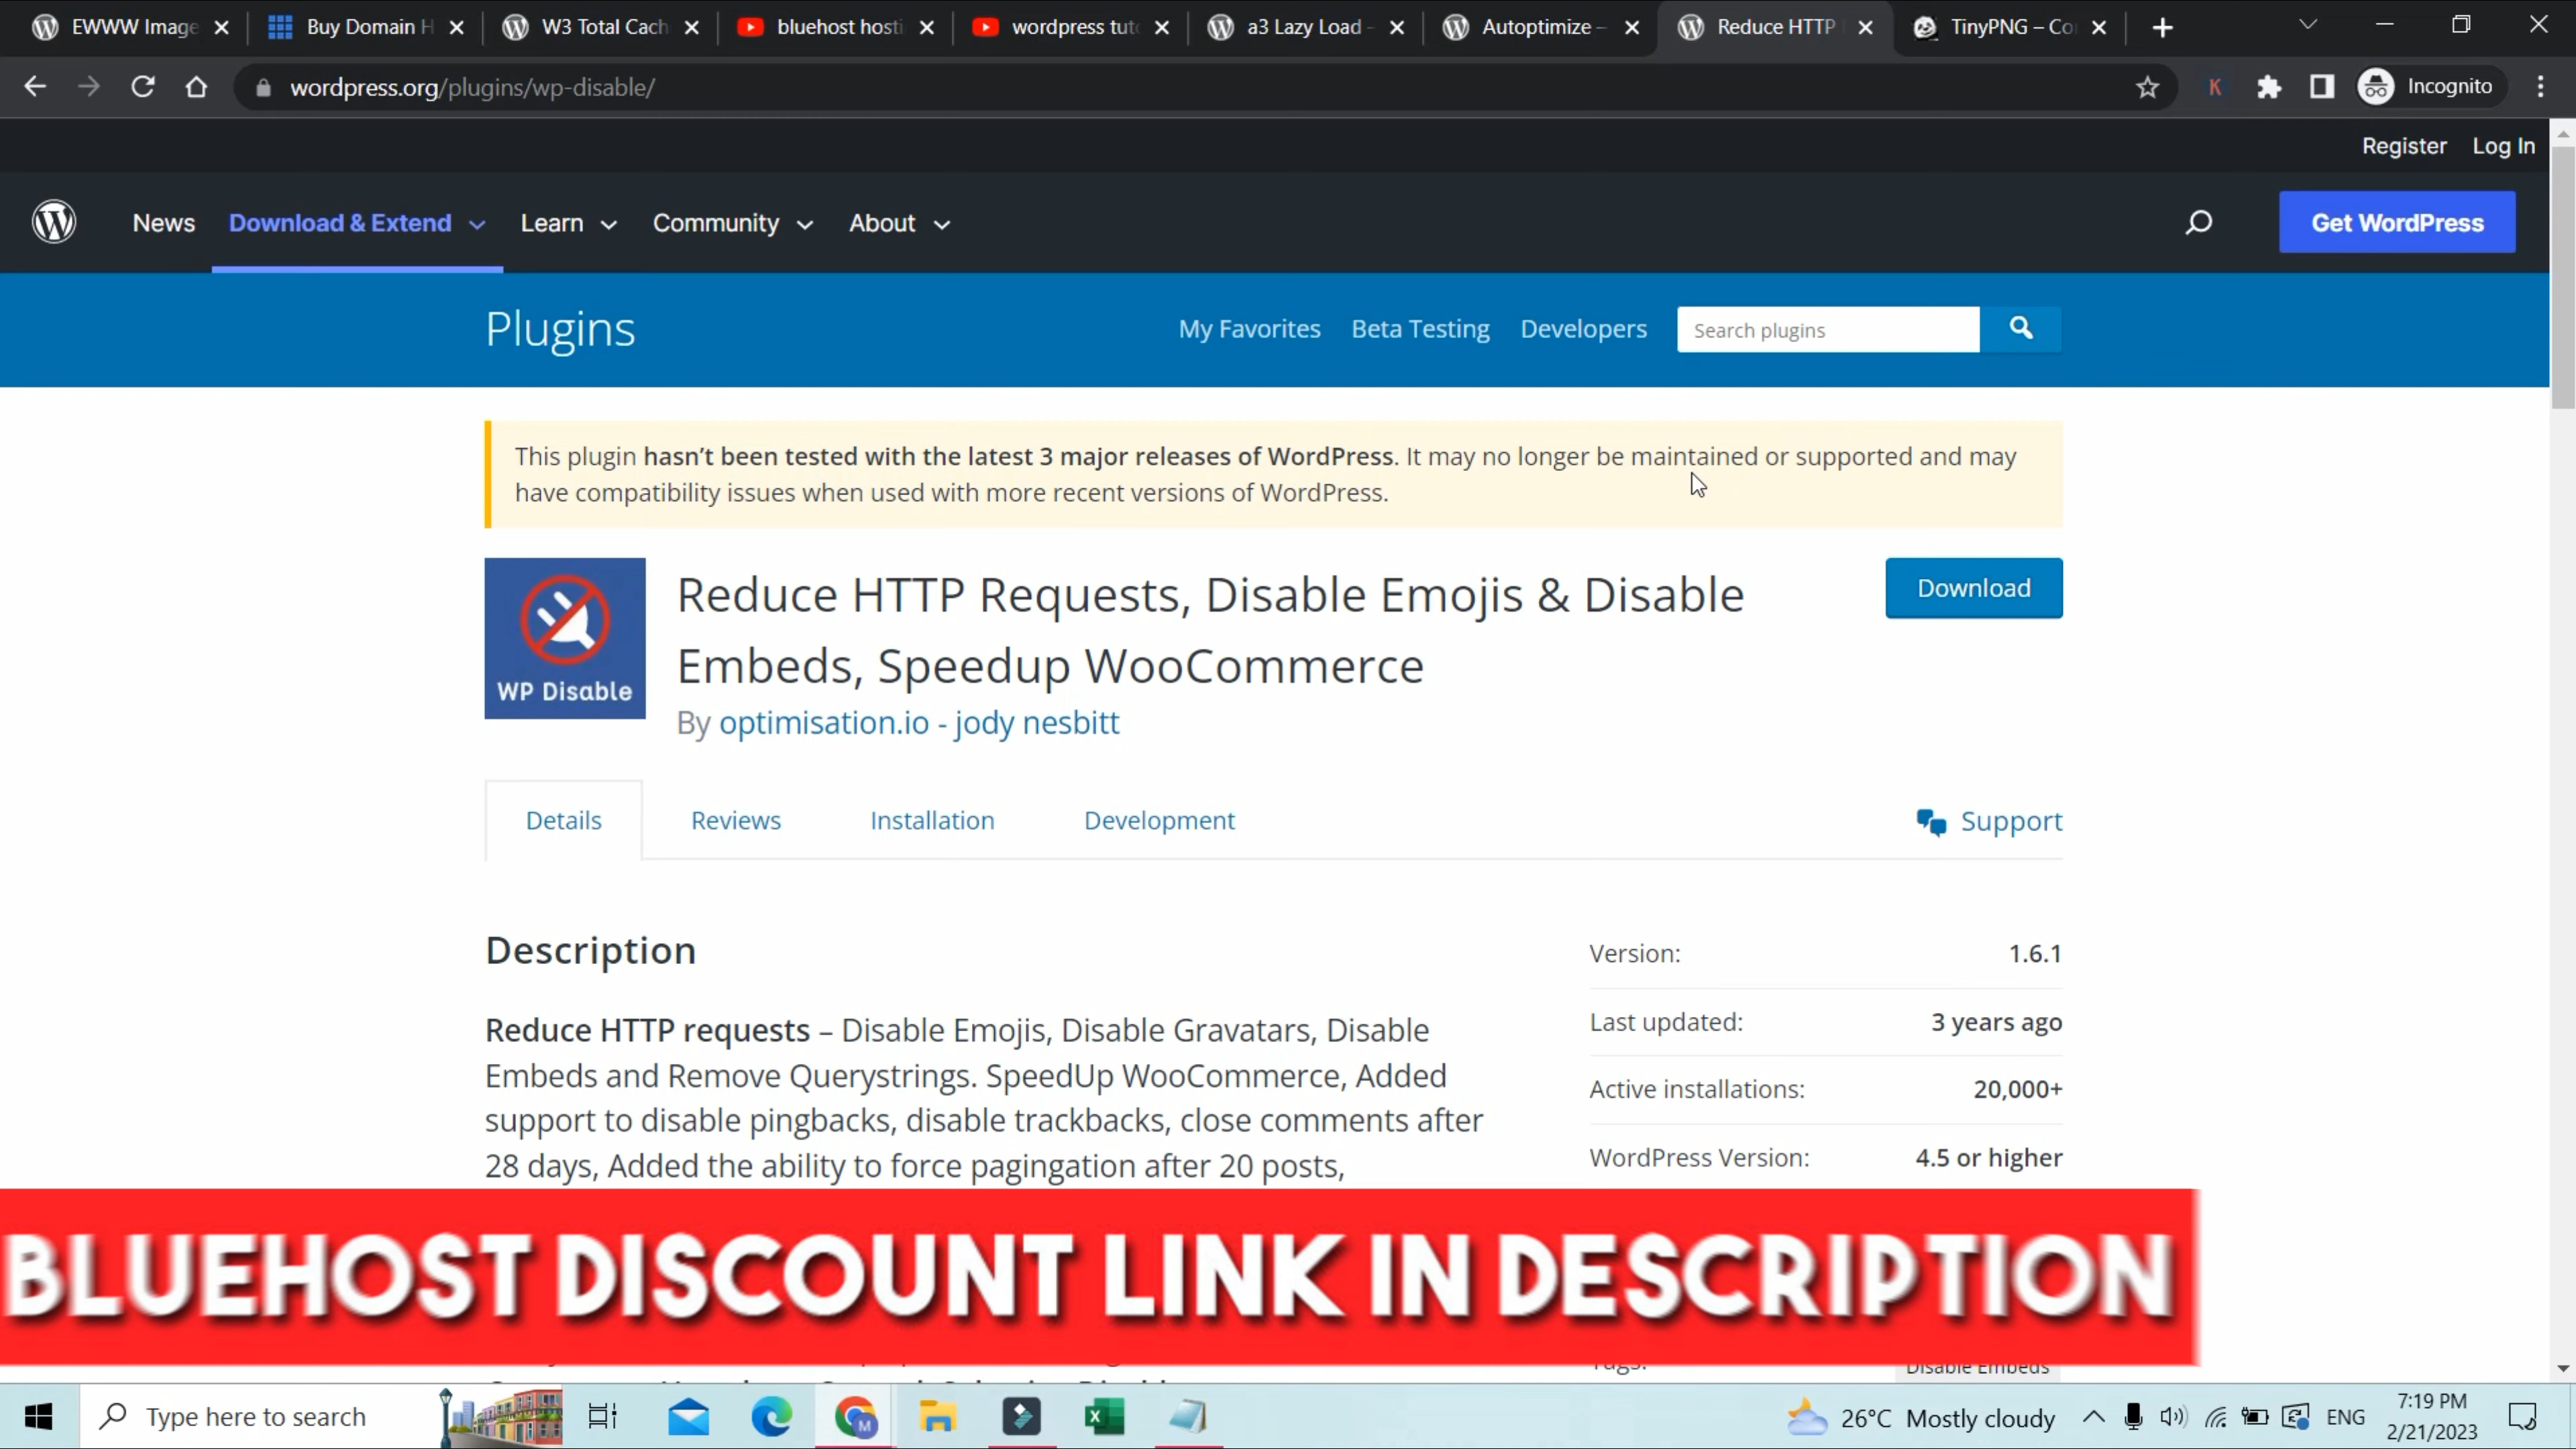 EWWW Image
Buy Domain H
W3 Total Cach
bluehost hosti
wordpress tuto
a3 Lazy Load -
Autoptimize –
Reduce HTTP
TinyPNG – Co
wordpress.org/plugins/wp-disable/
K
Incognito
Register Log In
News Download & Extend Learn Community About
Get WordPress
Plugins
My Favorites Beta Testing Developers Search plugins
This plugin hasn't been tested with the latest 3 major releases of WordPress. It may no longer be maintained or supported and may
have compatibility issues when used with more recent versions of WordPress.
WP Disable
Reduce HTTP Requests, Disable Emojis & Disable
Embeds, Speedup WooCommerce
Download
By optimisation.io - jody nesbitt
Details Reviews Installation Development
Support
Description
Reduce HTTP requests – Disable Emojis, Disable Gravatars, Disable
Embeds and Remove Querystrings. SpeedUp WooCommerce, Added
support to disable pingbacks, disable trackbacks, close comments after
28 days, Added the ability to force pagingation after 20 posts,
Version: 1.6.1
Last updated: 3 years ago
Active installations: 20,000+
WordPress Version: 4.5 or higher
BLUEHOST DISCOUNT LINK IN DESCRIPTION
Tags: Disable Embeds
Type here to search
M
26°C Mostly cloudy
ENG
7:19 PM
2/21/2023